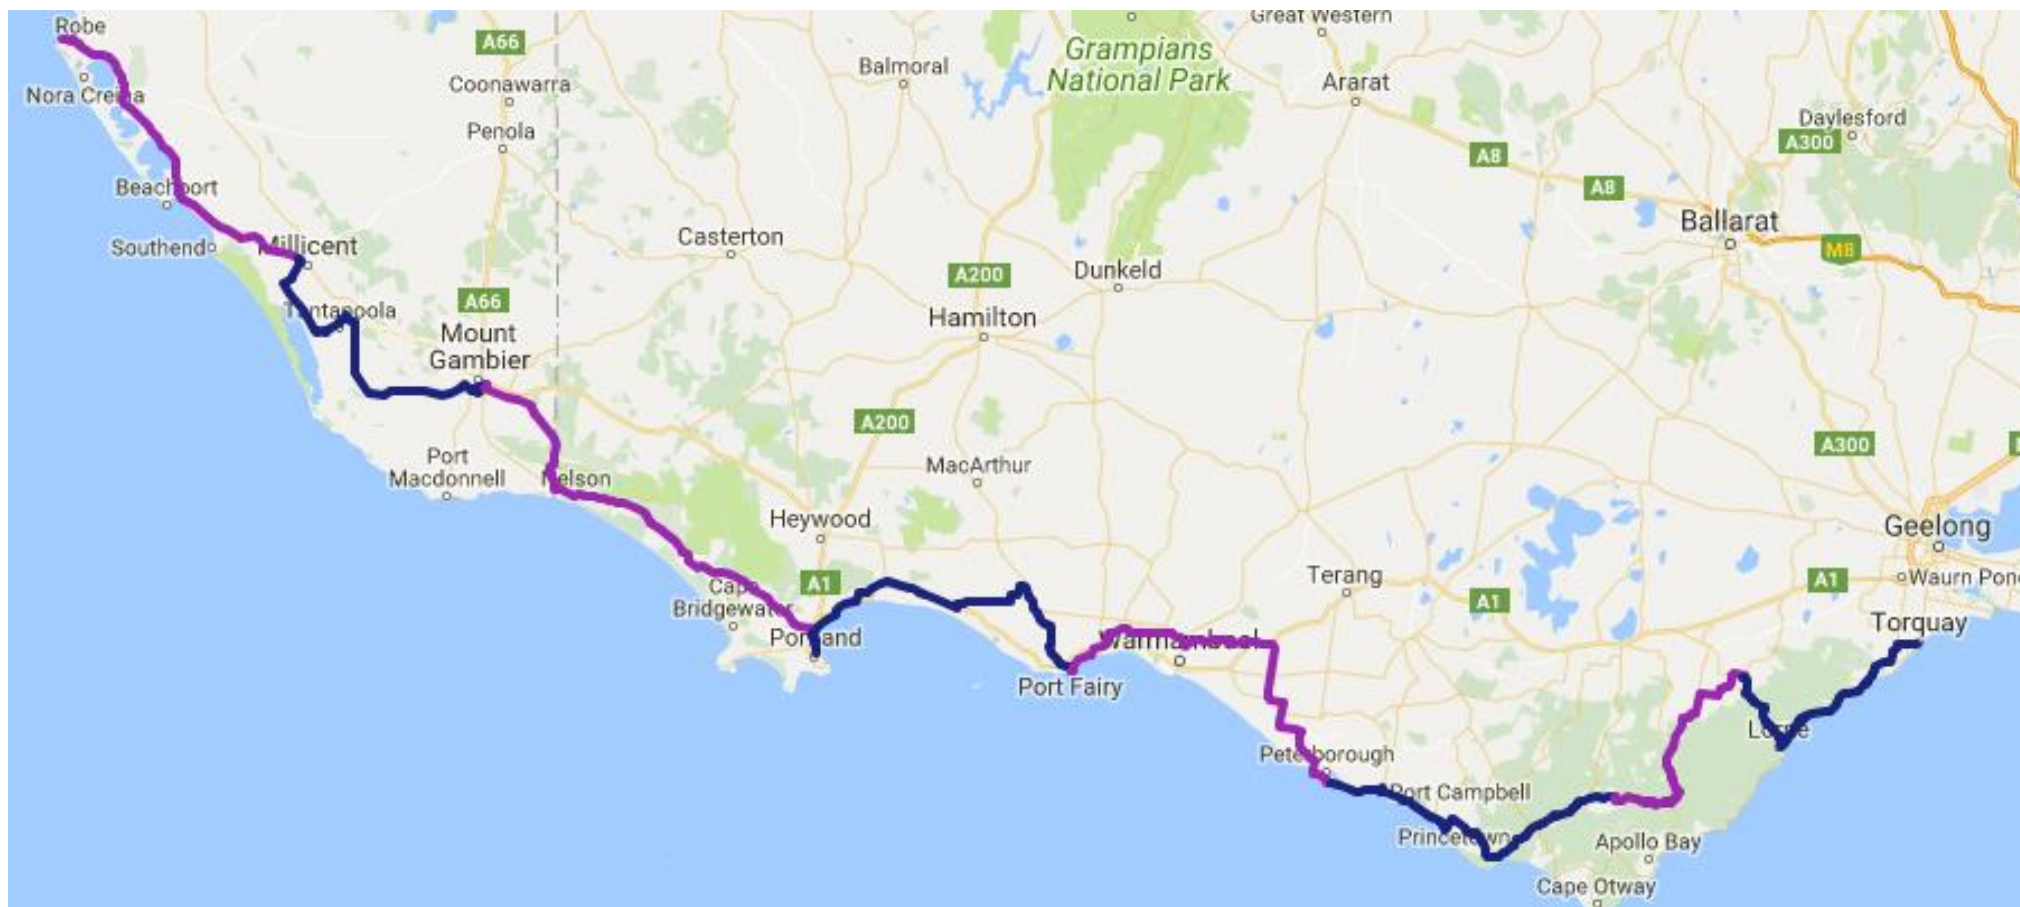 Robe
A66
Great Western
Grampians
National Park
Balmoral
Nora Creina
Coonawarra
Ararat
Penola
Daylesford
A300
A8
A8
Beachport
Ballarat
Southend
Millicent
Casterton
M8
A200
Dunkeld
A66
Tantanoola
Mount
Gambier
Hamilton
A200
A300
Port
Macdonnell
Nelson
MacArthur
Heywood
Geelong
Cape
Bridgewater
A1
Terang
A1
A1
Waurn Pon
Portland
Warrnambool
Torquay
Port Fairy
Lorne
Peterborough
Port Campbell
Princetown
Apollo Bay
Cape Otway